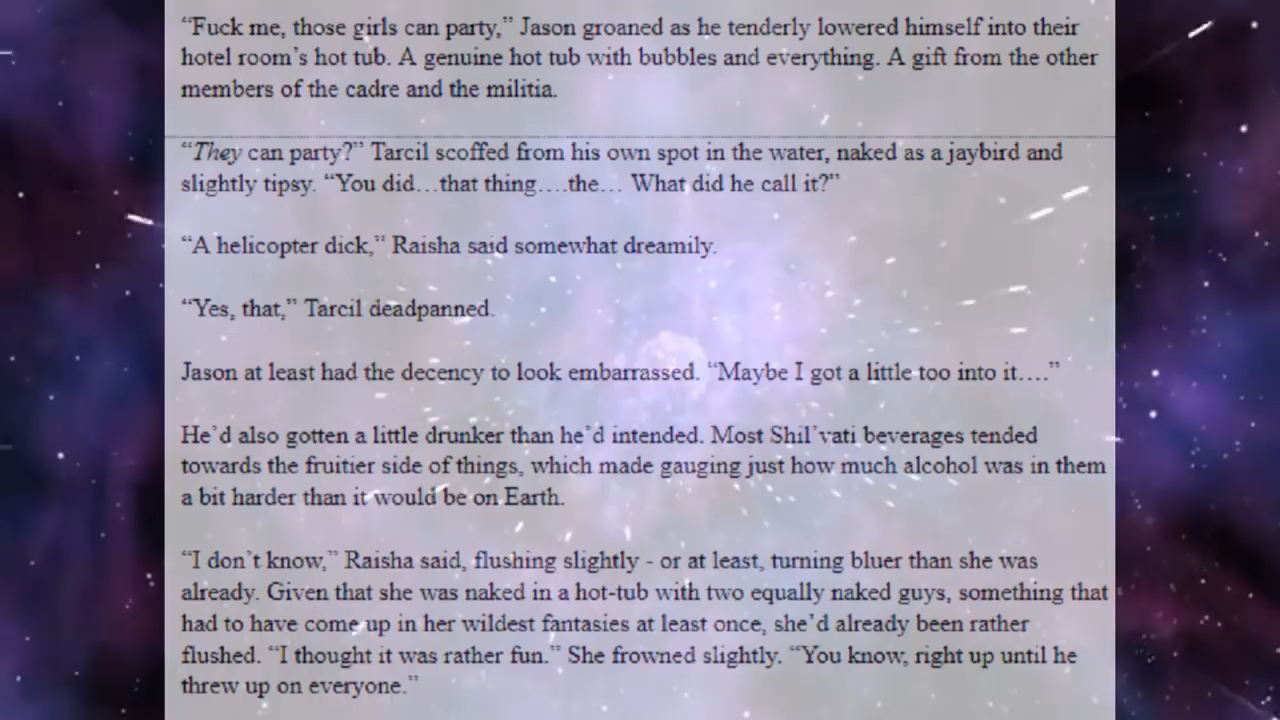 “Fuck me, those girls can party,” Jason groaned as he tenderly lowered himself into their
hotel room’s hot tub. A genuine hot tub with bubbles and everything. A gift from the other
members of the cadre and the militia.
“They can party?” Tarcil scoffed from his own spot in the water, naked as a jaybird and
slightly tipsy. “You did…that thing….the… What did he call it?”
“A helicopter dick,” Raisha said somewhat dreamily.
“Yes, that,” Tarcil deadpanned.
Jason at least had the decency to look embarrassed. “Maybe I got a little too into it….”
He’d also gotten a little drunker than he’d intended. Most Shil’vati beverages tended
towards the fruitier side of things, which made gauging just how much alcohol was in them
a bit harder than it would be on Earth.
“I don’t know,” Raisha said, flushing slightly - or at least, turning bluer than she was
already. Given that she was naked in a hot-tub with two equally naked guys, something that
had to have come up in her wildest fantasies at least once, she’d already been rather
flushed. “I thought it was rather fun.” She frowned slightly. “You know, right up until he
threw up on everyone.”